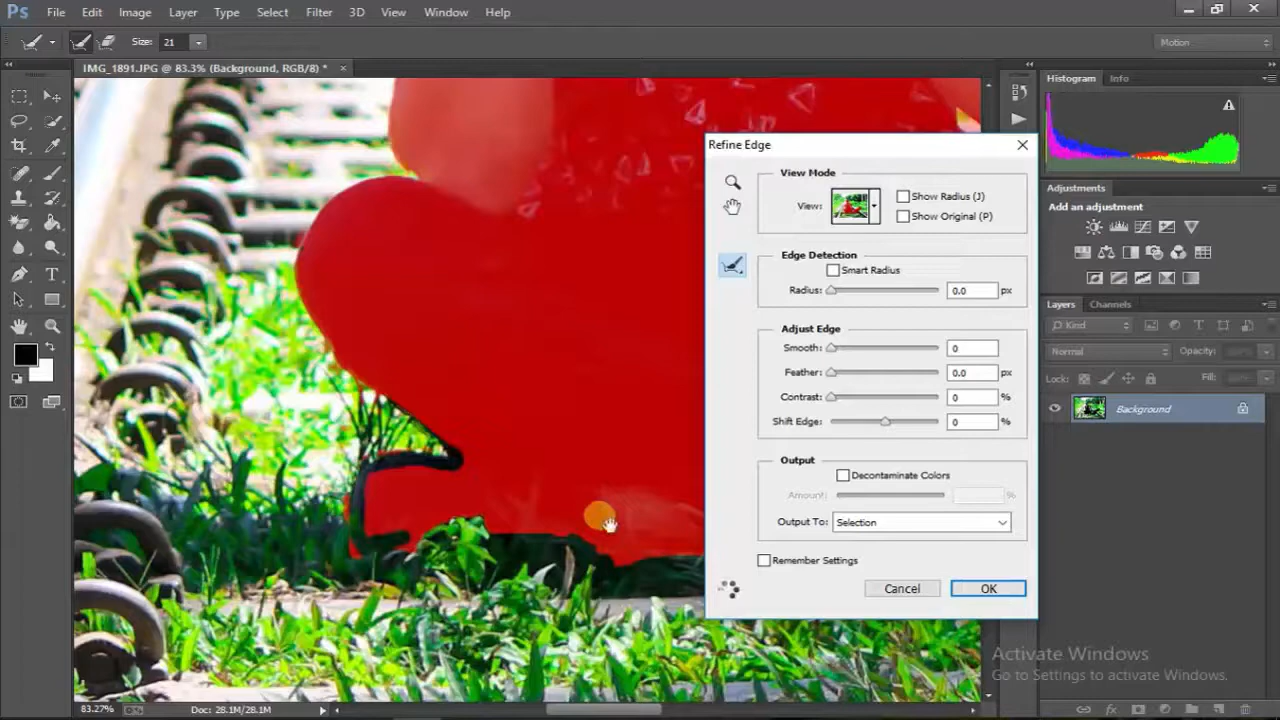 Ps File Edit Image Layer Type Select Filter 3D View Window Help
Size: 21 Motion
IMG_1891.JPG @ 83.3% (Background, RGB/8) * ×
Histogram Info
Refine Edge
View Mode
View: Show Radius (J)
Show Original (P)
Edge Detection
Smart Radius
Radius: 0.0 px
Adjust Edge
Smooth: 0
Feather: 0.0 px
Contrast: 0 %
Shift Edge: 0 %
Output
Decontaminate Colors
Amount: %
Output To: Selection
Remember Settings
Cancel OK
Adjustments
Add an adjustment
Layers Channels
Kind
Normal Opacity:
Lock: Fill:
Background
Activate Windows
Go to Settings to activate Windows.
83.27% Doc: 28.1M/28.1M